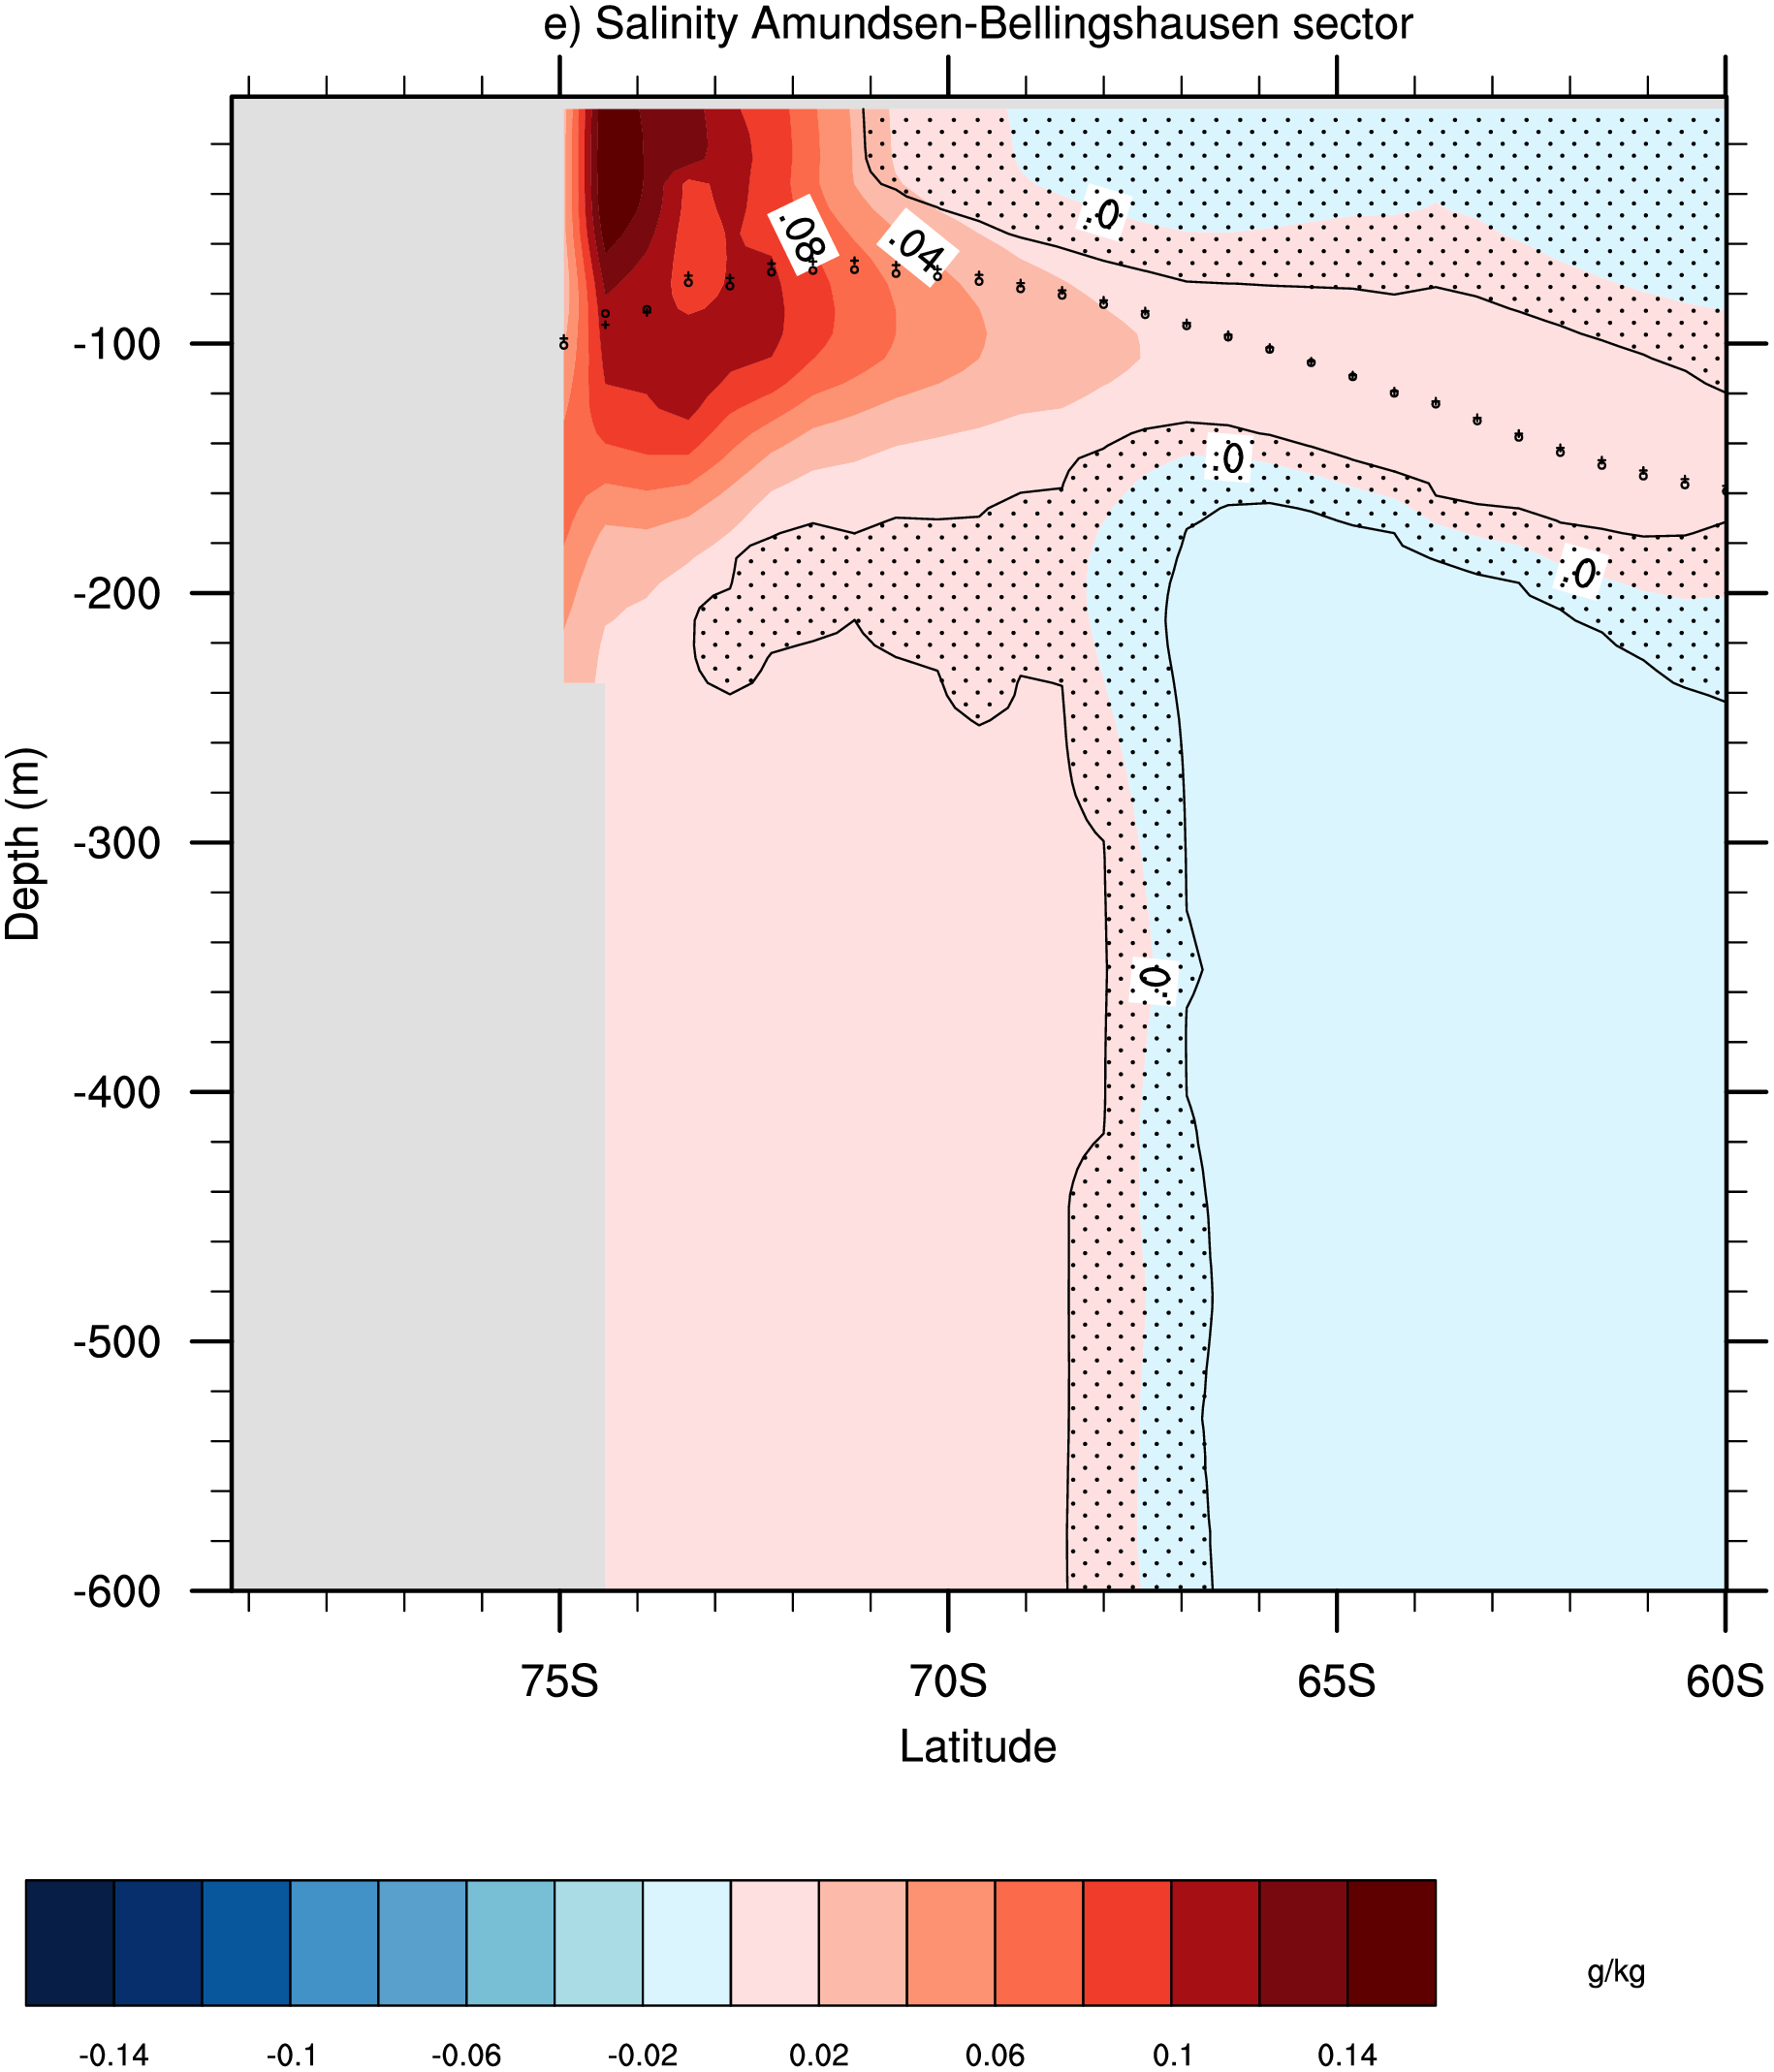 e) Salinity Amundsen-Bellingshausen sector
.0
.08
.04
-100
.0
.0
-200
Depth (m)
-300
.0
-400
-500
-600
75S 70S 65S 60S
Latitude
g/kg
-0.14 -0.1 -0.06 -0.02 0.02 0.06 0.1 0.14